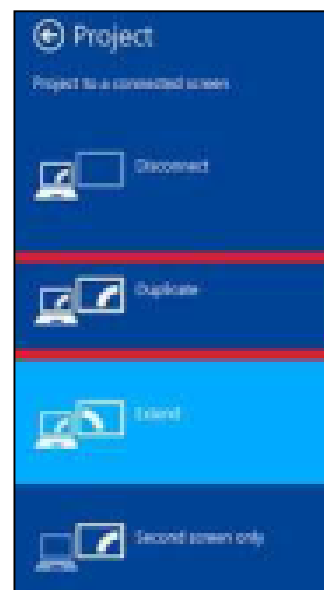 Project
Project to a connected screen
Disconnect
Duplicate
Extend
Second screen only